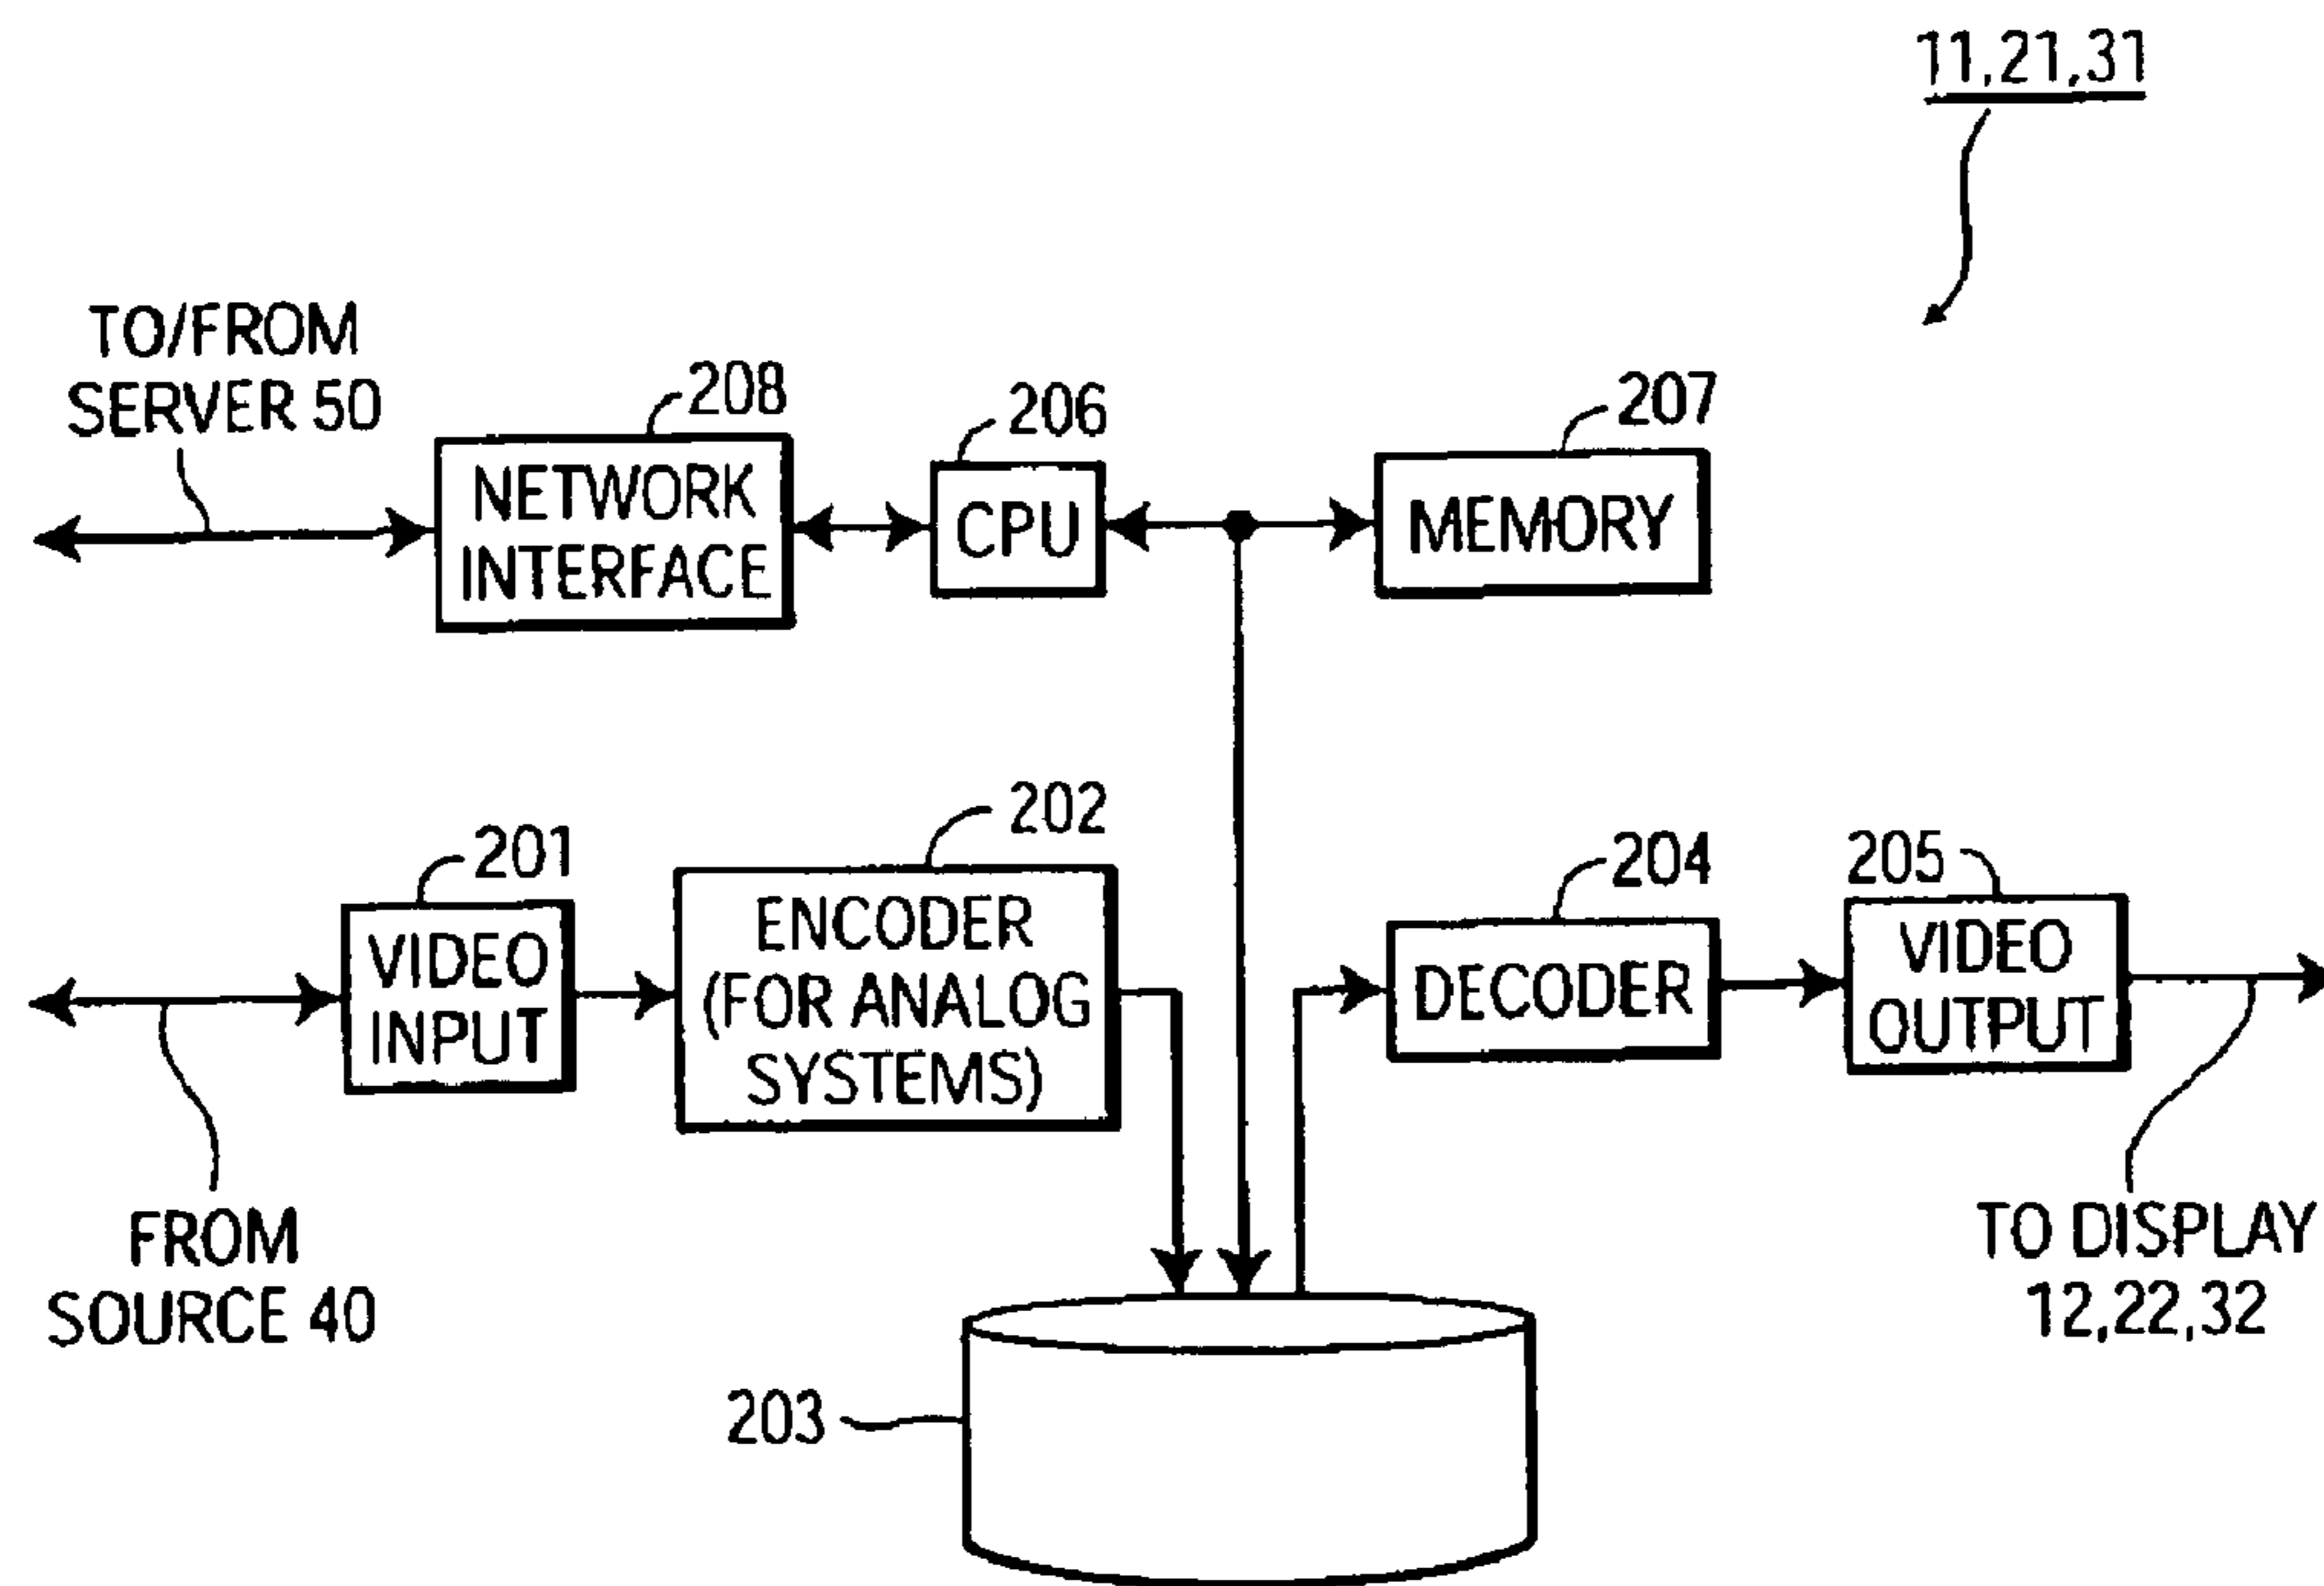 11,21,31
TO/FROM
SERVER 50
208
206
207
NETWORK
INTERFACE
CPU
MEMORY
201
202
204
205
VIDEO
INPUT
ENCODER
(FOR ANALOG
SYSTEMS)
DECODER
VIDEO
OUTPUT
FROM
SOURCE 40
TO DISPLAY
12,22,32
203